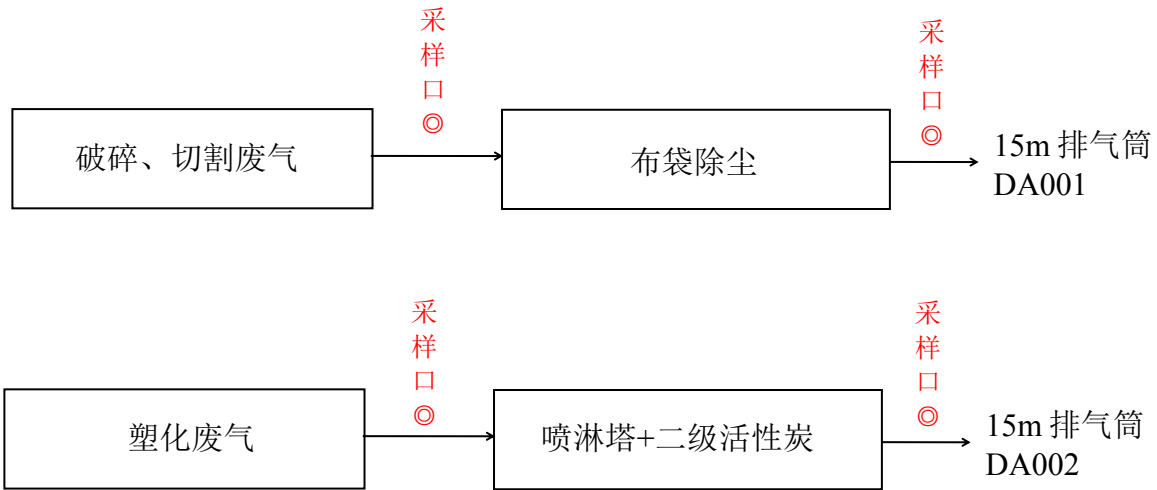 采样口◎
采样口◎
破碎、切割废气
布袋除尘
15m 排气筒
DA001
采样口◎
采样口◎
塑化废气
喷淋塔+二级活性炭
15m 排气筒
DA002